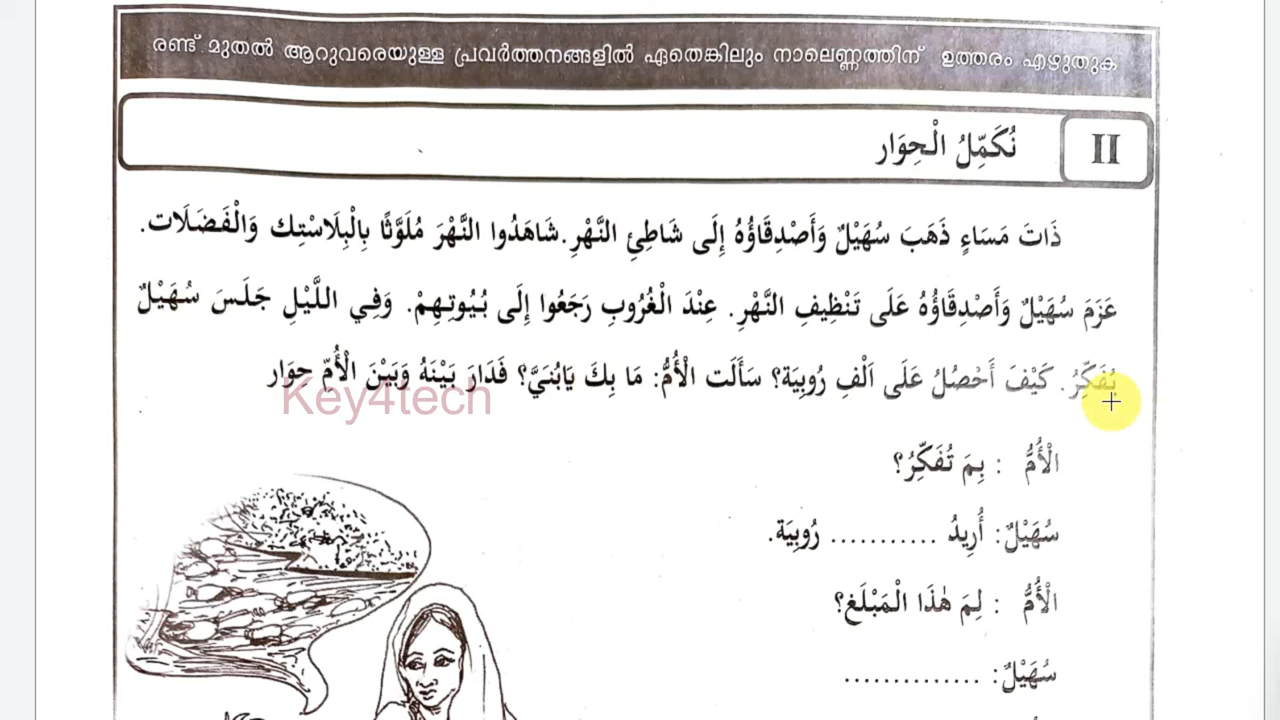 രണ്ട് മുതൽ ആറുവരെയുള്ള പ്രവർത്തനങ്ങളിൽ ഏതെങ്കിലും നാലെണ്ണത്തിന് ഉത്തരം എഴുതുക
II نُكَمِّلُ الْحِوَار
ذَاتَ مَسَاءٍ ذَهَبَ سُهَيْلٌ وَأَصْدِقَاؤُهُ إِلَى شَاطِئِ النَّهْرِ.شَاهَدُوا النَّهْرَ مُلَوَّثًا بِالْبِلَاسْتِك وَالْفَضَلَات.
عَزَمَ سُهَيْلٌ وَأَصْدِقَاؤُهُ عَلَى تَنْظِيفِ النَّهْرِ. عِنْدَ الْغُرُوبِ رَجَعُوا إِلَى بُيُوتِهِمْ. وَفِي اللَّيْلِ جَلَسَ سُهَيْلٌ
يُفَكِّرُ. كَيْفَ أَحْصُلُ عَلَى اَلْفِ رُوبِيَة؟ سَأَلَت الْأُمُّ: مَا بِكَ يَابُنَيَّ؟ فَدَارَ بَيْنَهُ وَبَيْنَ الْأُمِّ حِوَار
Key4tech
الْأُمُّ : بِمَ تُفَكِّرُ؟
سُهَيْلٌ: أُرِيدُ ........... رُوبِيَة.
الْأُمُّ : لِمَ هٰذَا الْمَبْلَغ؟
سُهَيْلٌ: ..............